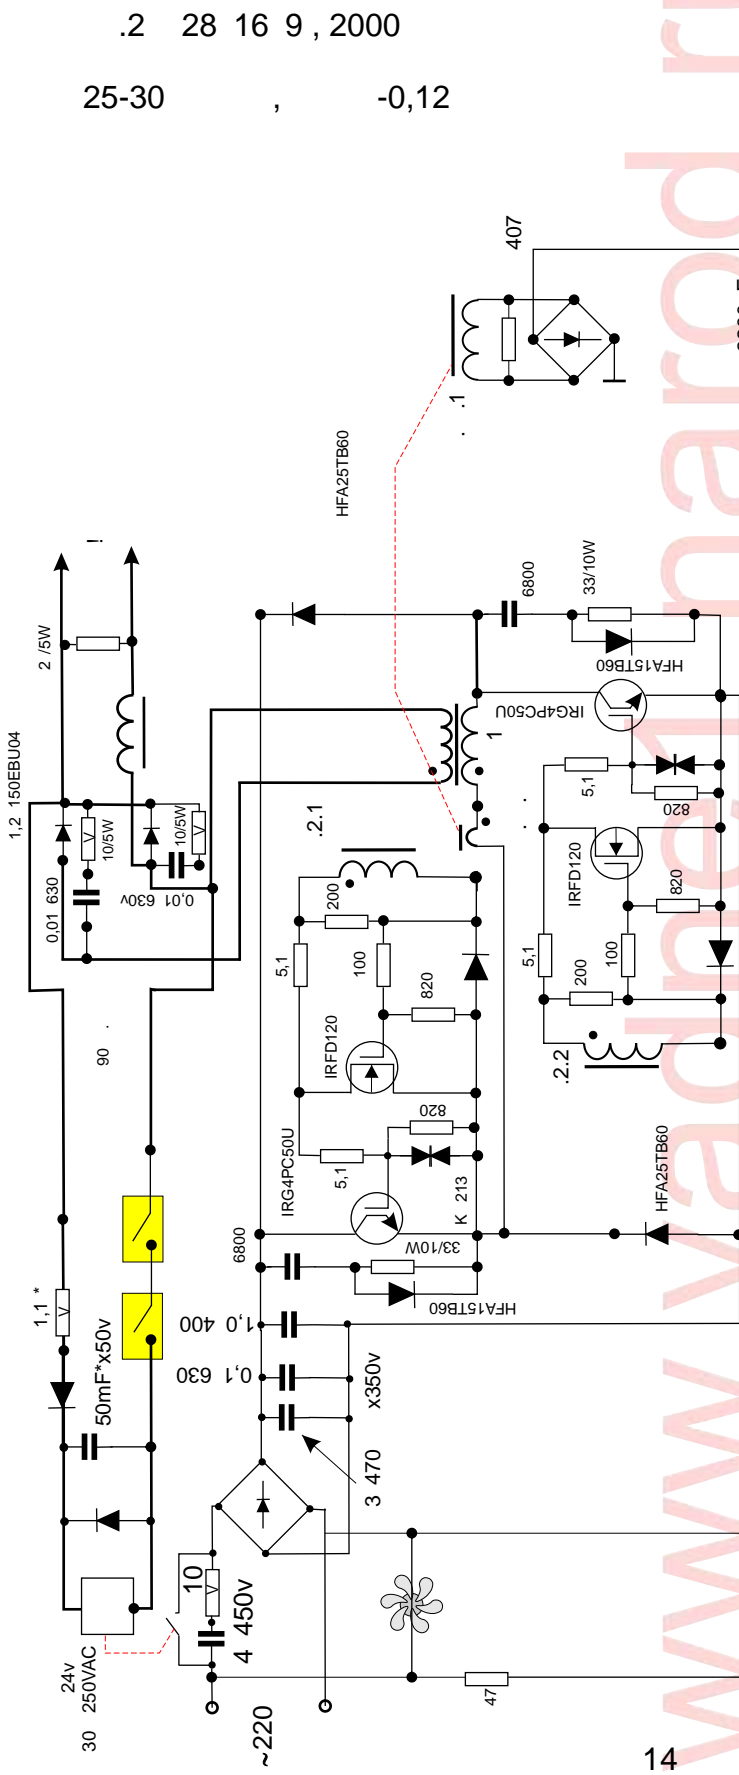 .2 28 16 9 , 2000
25-30 , -0,12
407
.1
HFA25TB60
6800
33/10W
HFA15TB60
IRG4PC50U
2 /5W
1,2 150EBU04
10/5W
V
10/5W
V
0,01 630
0,01 630v
1
.2.1
5,1
820
200
5,1
100
820
IRFD120
IRFD120
820
5,1
200
100
.2.2
90 .
IRG4PC50U
5,1
820
K 213
HFA25TB60
6800
33/10W
HFA15TB60
1,1 *
V
50mF*x50v
1,0 400
0,1 630
x350v
3 470
10
V
4 450v
24v
30 250VAC
~220
47
14
www
vadne1
narod